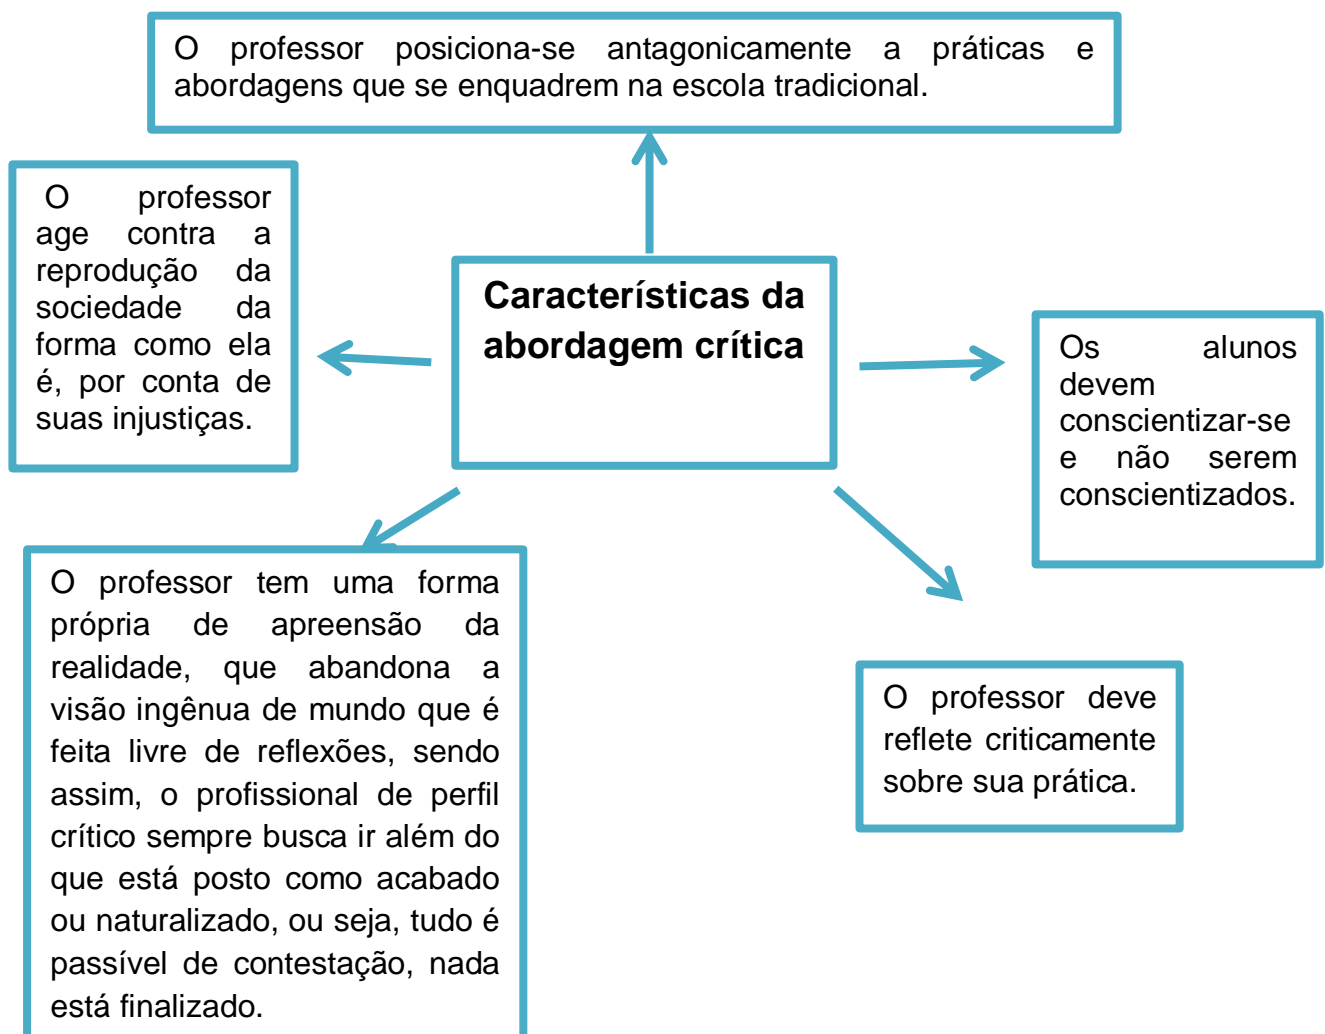 O professor posiciona-se antagonicamente a práticas e
abordagens que se enquadrem na escola tradicional.
O professor
age contra a
reprodução da
sociedade da
forma como ela
é, por conta de
suas injustiças.
Características da
abordagem crítica
Os alunos
devem
conscientizar-se
e não serem
conscientizados.
O professor tem uma forma
própria de apreensão da
realidade, que abandona a
visão ingênua de mundo que é
feita livre de reflexões, sendo
assim, o profissional de perfil
crítico sempre busca ir além do
que está posto como acabado
ou naturalizado, ou seja, tudo é
passível de contestação, nada
está finalizado.
O professor deve
reflete criticamente
sobre sua prática.